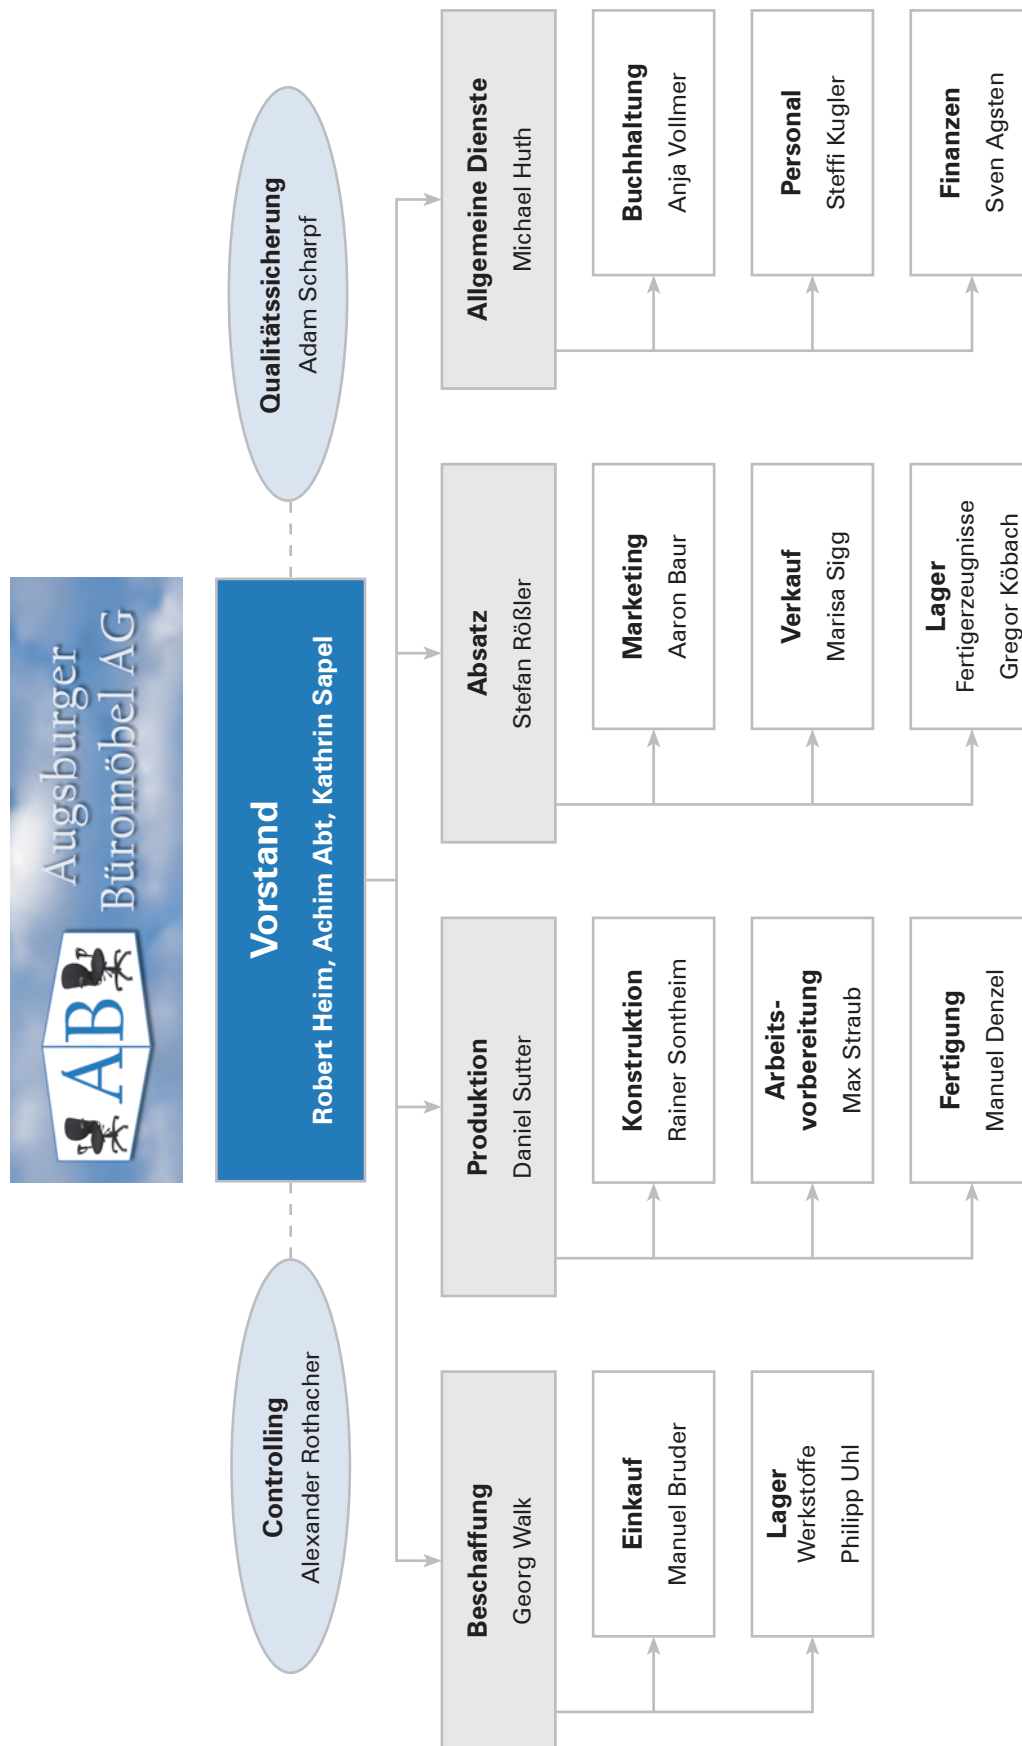 AB
Augsburger
Büromöbel AG
Controlling
Alexander Rothacher
Vorstand
Robert Heim, Achim Abt, Kathrin Sapel
Qualitätssicherung
Adam Scharpf
Beschaffung
Georg Walk
Einkauf
Manuel Bruder
Lager
Werkstoffe
Philipp Uhl
Produktion
Daniel Sutter
Konstruktion
Rainer Sontheim
Arbeits-
vorbereitung
Max Straub
Fertigung
Manuel Denzel
Absatz
Stefan Rößler
Marketing
Aaron Baur
Verkauf
Marisa Sigg
Lager
Fertigerzeugnisse
Gregor Köbach
Allgemeine Dienste
Michael Huth
Buchhaltung
Anja Vollmer
Personal
Steffi Kugler
Finanzen
Sven Agsten